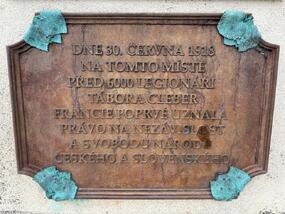 DNE 30. ČERVNA 1918
NA TOMTO MÍSTĚ
PŘED 6000 LEGIONÁŘI
TÁBORA CLEBER
FRANCIE POPRVÉ UZNALA
PRÁVO NA NEZÁVISLOST
A SVOBODU NÁRODA
ČESKÉHO A SLOVENSKÉHO